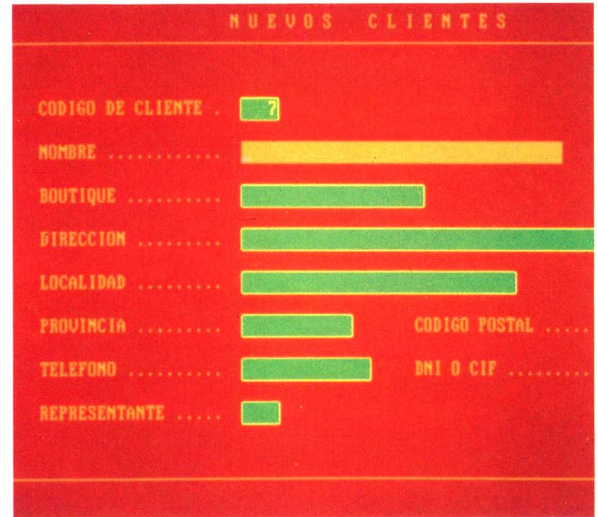 NUEVOS CLIENTES
CODIGO DE CLIENTE . 7
NOMBRE ............
BOUTIQUE ..........
DIRECCION .........
LOCALIDAD .........
PROVINCIA ......... CODIGO POSTAL .....
TELEFONO .......... DNI O CIF .........
REPRESENTANTE .....